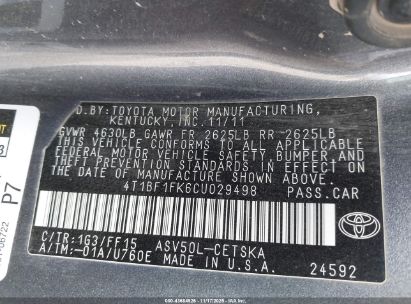 D.BY: TOYOTA MOTOR MANUFACTURING,
KENTUCKY, INC. 11/11
GVWR 4630LB GAWR FR 2625LB RR 2625LB
THIS VEHICLE CONFORMS TO ALL APPLICABLE
FEDERAL MOTOR VEHICLE SAFETY, BUMPER, AND
THEFT PREVENTION STANDARDS IN EFFECT ON
THE DATE OF MANUFACTURE SHOWN ABOVE.
4T1BF1FK6CU029498 PASS.CAR
C/TR:1G3/FF15 ASV50L-CETSKA
A/TM:-01A/U760E MADE IN U.S.A.
TOYOTA
24592
P7